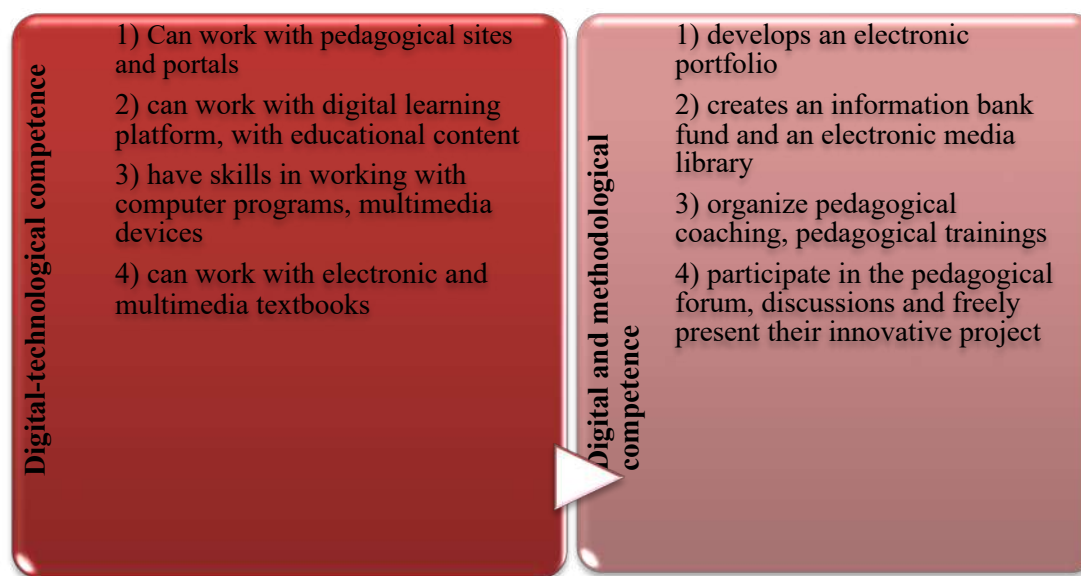 Digital-technological competence
1) Can work with pedagogical sites
and portals
2) can work with digital learning
platform, with educational content
3) have skills in working with
computer programs, multimedia
devices
4) can work with electronic and
multimedia textbooks
Digital and methodological
competence
1) develops an electronic
portfolio
2) creates an information bank
fund and an electronic media
library
3) organize pedagogical
coaching, pedagogical trainings
4) participate in the pedagogical
forum, discussions and freely
present their innovative project